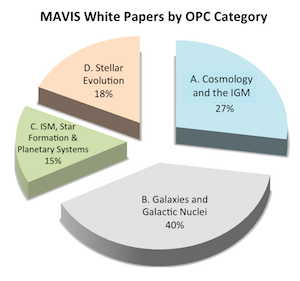 MAVIS White Papers by OPC Category
D. Stellar
Evolution
18%
A. Cosmology
and the IGM
27%
C. ISM, Star
Formation &
Planetary Systems
15%
B. Galaxies and
Galactic Nuclei
40%